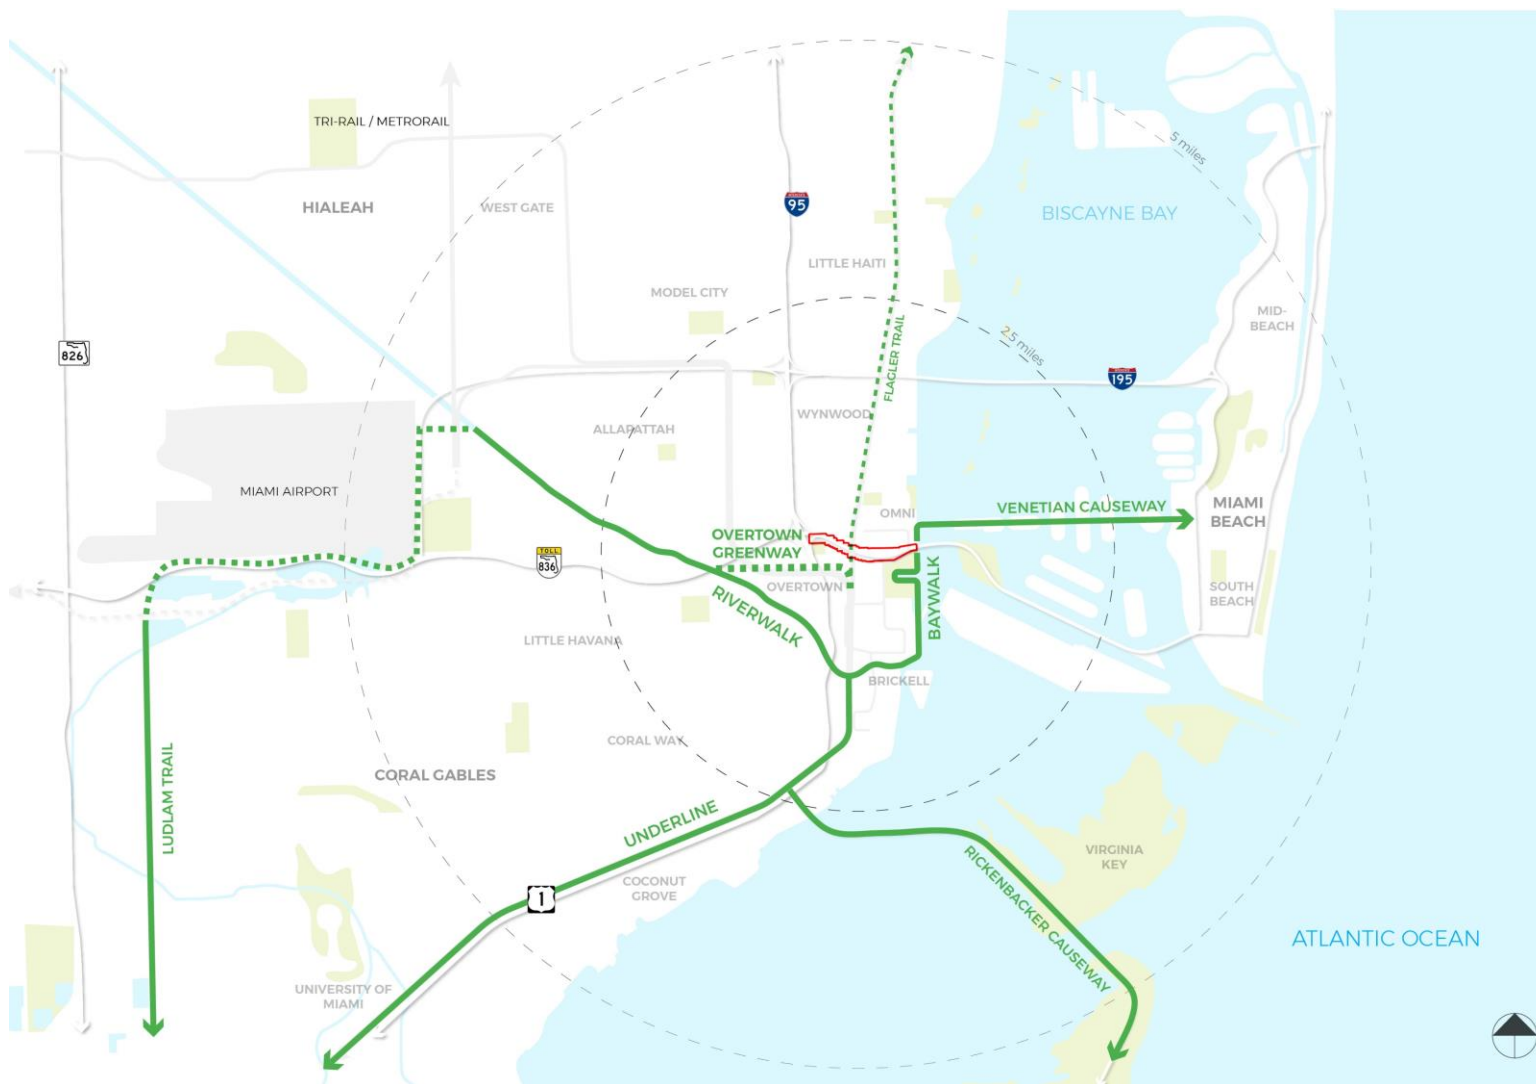 TRI-RAIL / METRORAIL
5 miles
HIALEAH
WEST GATE
95
BISCAYNE BAY
LITTLE HAITI
MODEL CITY
MID-
BEACH
2.5 miles
826
FLAGLER TRAIL
195
WYNWOOD
ALLAPATTAH
MIAMI AIRPORT
VENETIAN CAUSEWAY
MIAMI
BEACH
OMNI
OVERTOWN
GREENWAY
TOLL
836
OVERTOWN
SOUTH
BEACH
RIVERWALK
BAYWALK
LITTLE HAVANA
BRICKELL
CORAL WAY
CORAL GABLES
LUDLAM TRAIL
UNDERLINE
VIRGINIA
KEY
RICKENBACKER CAUSEWAY
COCONUT
GROVE
1
ATLANTIC OCEAN
UNIVERSITY OF
MIAMI